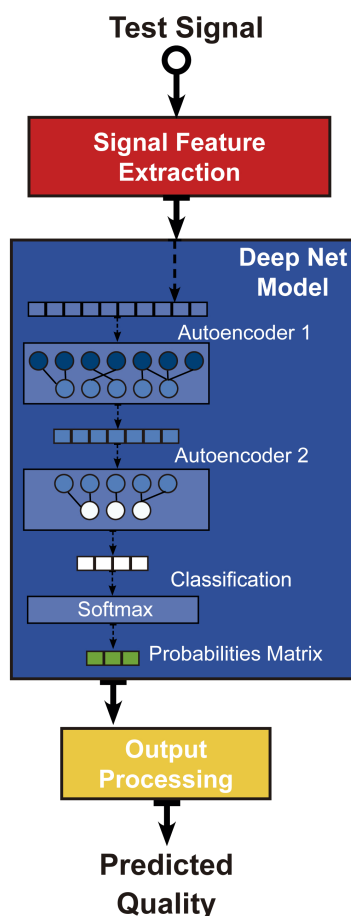 Test Signal
Signal Feature
Extraction
Deep Net
Model
Autoencoder 1
Autoencoder 2
Classification
Softmax
Probabilities Matrix
Output
Processing
Predicted
Quality